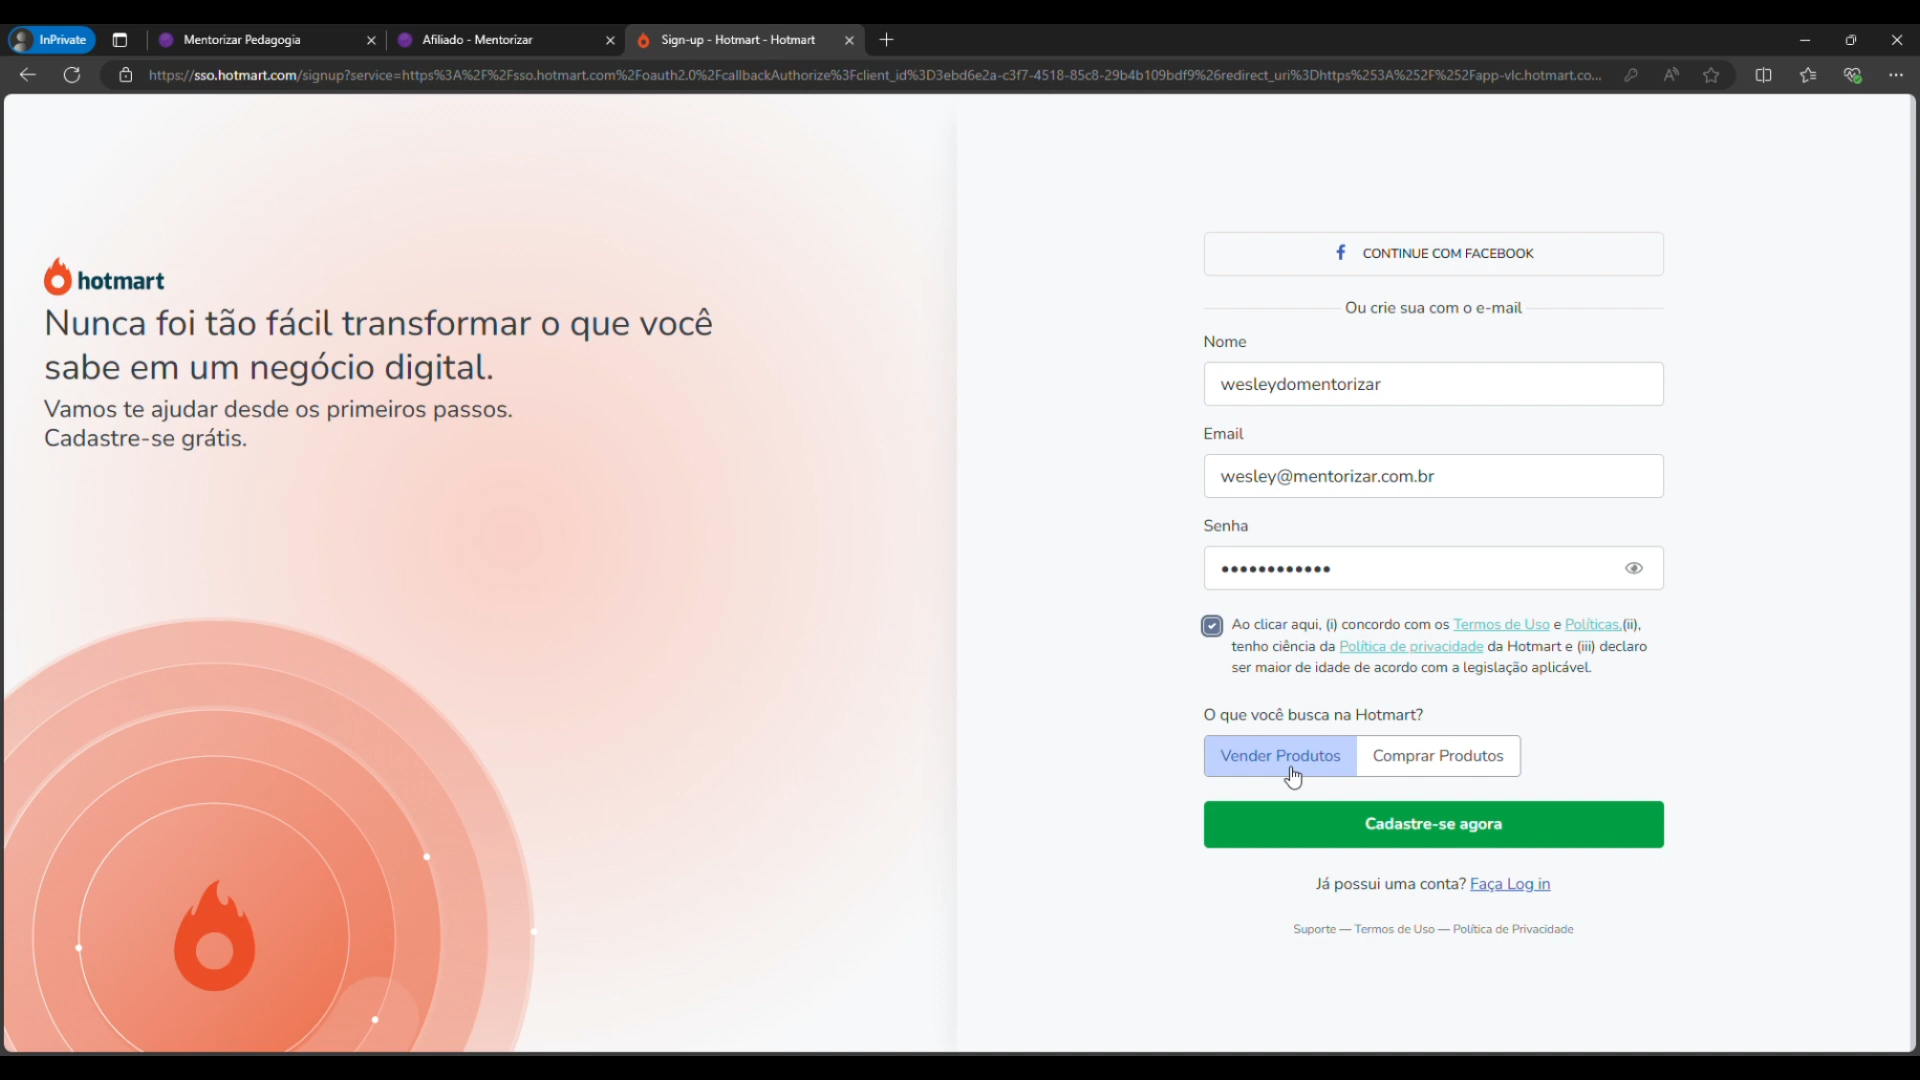 InPrivate
Mentorizar Pedagogia
Afiliado - Mentorizar
Sign-up - Hotmart - Hotmart
https://sso.hotmart.com/signup?service=https%3A%2F%2Fsso.hotmart.com%2Foauth2.0%2FcallbackAuthorize%3Fclient_id%3D3ebd6e2a-c3f7-4518-85c8-29b4b109bdf9%26redirect_uri%3Dhttps%253A%252F%252Fapp-vlc.hotmart.co...
hotmart
Nunca foi tão fácil transformar o que você
sabe em um negócio digital.
Vamos te ajudar desde os primeiros passos.
Cadastre-se grátis.
CONTINUE COM FACEBOOK
Ou crie sua com o e-mail
Nome
wesleydomentorizar
Email
wesley@mentorizar.com.br
Senha
••••••••••••
Ao clicar aqui, (i) concordo com os Termos de Uso e Políticas,(ii),
tenho ciência da Política de privacidade da Hotmart e (iii) declaro
ser maior de idade de acordo com a legislação aplicável.
O que você busca na Hotmart?
Vender Produtos
Comprar Produtos
Cadastre-se agora
Já possui uma conta? Faça Log in
Suporte — Termos de Uso — Política de Privacidade